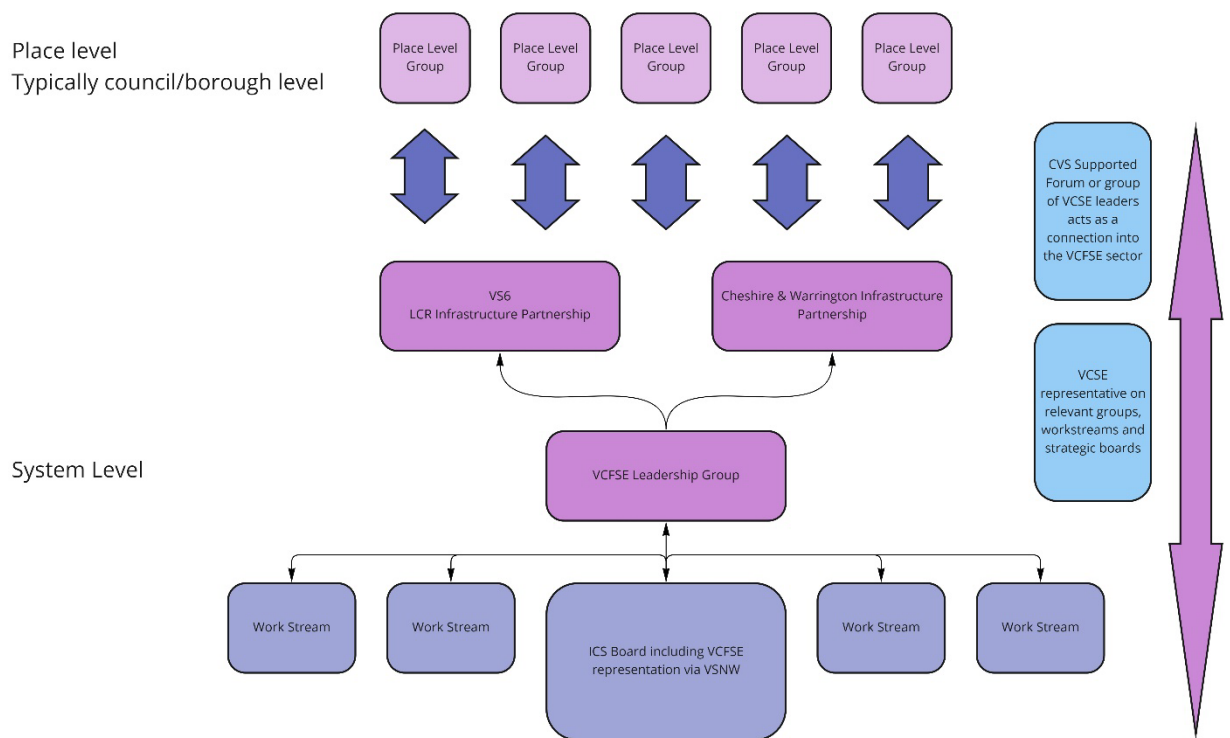 Place level
Typically council/borough level
Place Level
Group
Place Level
Group
Place Level
Group
Place Level
Group
Place Level
Group
CVS Supported
Forum or group
of VCSE leaders
acts as a
connection into
the VCFSE sector
VS6
LCR Infrastructure Partnership
Cheshire & Warrington Infrastructure
Partnership
VCSE
representative on
relevant groups,
workstreams and
strategic boards
System Level
VCFSE Leadership Group
Work Stream
Work Stream
ICS Board including VCFSE
representation via VSNW
Work Stream
Work Stream